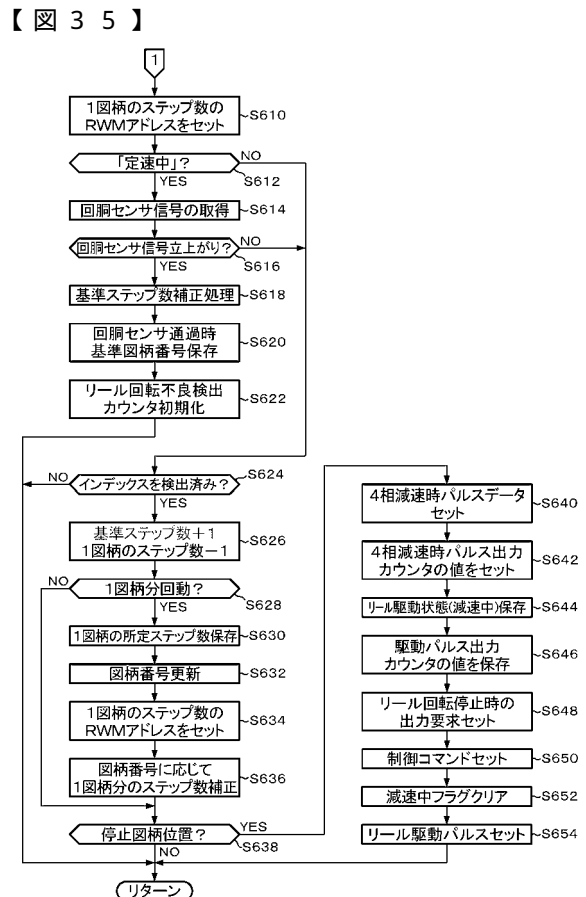 【図35】
1
1図柄のステップ数の
RWMアドレスをセット
S610
「定速中」?
NO
S612
YES
回胴センサ信号の取得
S614
回胴センサ信号立上がり?
NO
S616
YES
基準ステップ数補正処理
S618
回胴センサ通過時
基準図柄番号保存
S620
リール回転不良検出
カウンタ初期化
S622
NO
インデックスを検出済み?
S624
YES
基準ステップ数+1
1図柄のステップ数-1
S626
NO
1図柄分回動?
S628
YES
1図柄の所定ステップ数保存
S630
図柄番号更新
S632
1図柄のステップ数の
RWMアドレスをセット
S634
図柄番号に応じて
1図柄分のステップ数補正
S636
停止図柄位置?
YES
S638
NO
リターン
4相減速時パルスデータ
セット
S640
4相減速時パルス出力
カウンタの値をセット
S642
リール駆動状態(減速中)保存
S644
駆動パルス出力
カウンタの値を保存
S646
リール回転停止時の
出力要求セット
S648
制御コマンドセット
S650
減速中フラグクリア
S652
リール駆動パルスセット
S654